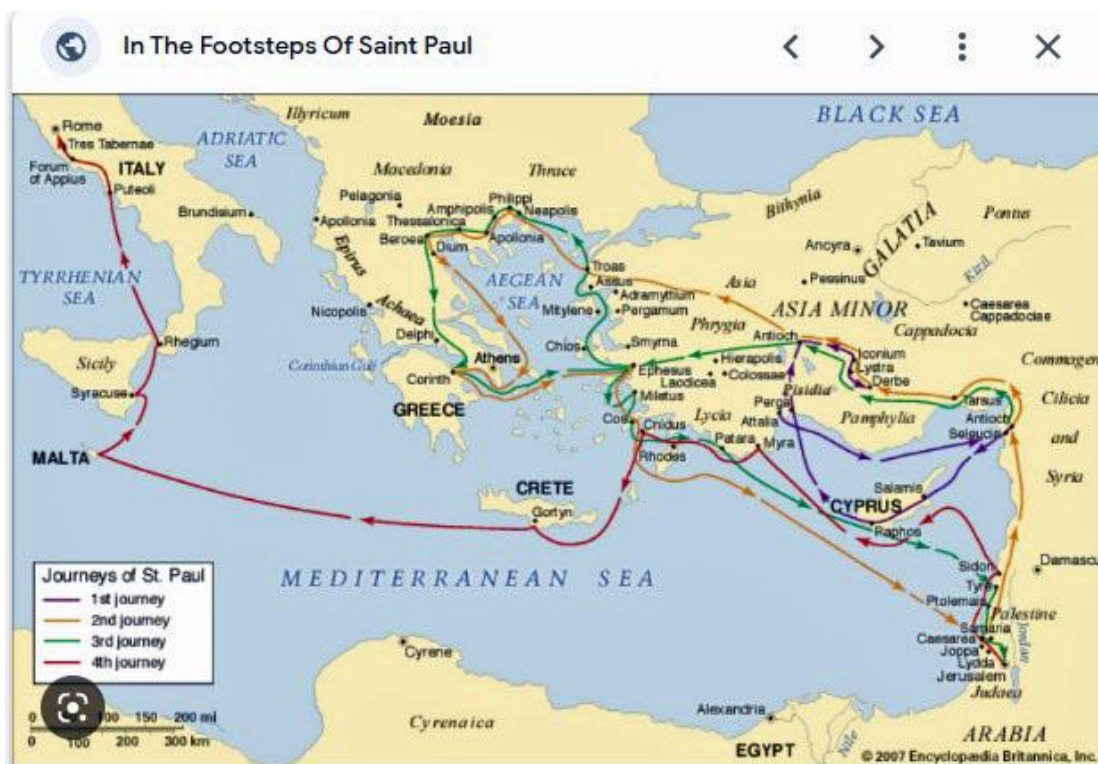 In The Footsteps Of Saint Paul
Illyricum
Moesia
BLACK SEA
Rome
Tres Tabernae
ADRIATIC
SEA
Forum
of Appius
ITALY
Puteoli
Brundisium
Macedonia
Thrace
Pelagonia
Philippi
Amphipolis
Neapolis
Thessalonica
Apollonia
Beroea
Apollonia
Dium
Epirus
Bithynia
GALATIA
Pontus
Ancyra
Tavium
Kizil
Pessinus
Troas
Assus
Asia
Adramyttium
Mitylene
Pergamum
ASIA MINOR
Caesarea
Cappadociae
TYRRHENIAN
SEA
AEGEAN
SEA
Nicopolis
Achaea
Phrygia
Antioch
Cappadocia
Rhegium
Delphi
Chios
Smyrna
Iconium
Lystra
Derbe
Commagen
Sicily
Corinthian Gulf
Athens
Corinth
Ephesus
Hierapolis
Laodicea
Colossae
Pisidia
Tarsus
Cilicia
Syracuse
GREECE
Miletus
Lycia
Perga
Pamphylia
Attalia
Antioch
Seleucia
and
Cos
Cnidus
Patara
Myra
Rhodes
MALTA
CRETE
Gortyn
Salamis
CYPRUS
Paphos
Syria
Journeys of St. Paul
1st journey
2nd journey
3rd journey
4th journey
MEDITERRANEAN SEA
Sidon
Damascu
Tyre
Ptolemais
Palestine
Samaria
Caesarea
Joppa
Lydda
Jordan
Jerusalem
Judaea
Cyrene
Cyrenaica
Alexandria
EGYPT
Nile
ARABIA
0 100 150 200 mi
0 100 200 300 km
© 2007 Encyclopædia Britannica, Inc.